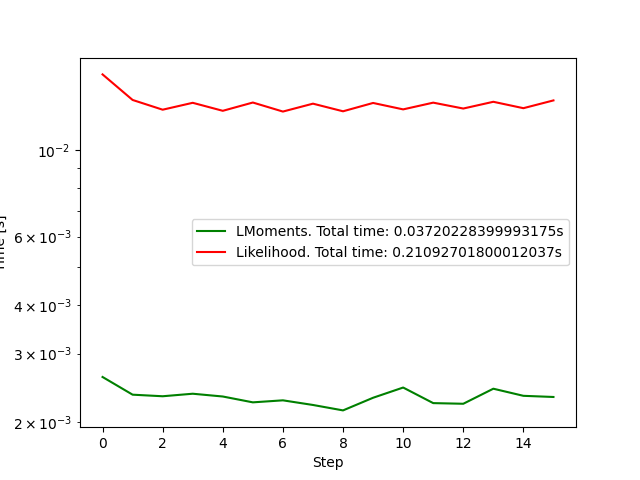 10⁻²
6 × 10⁻³
4 × 10⁻³
3 × 10⁻³
2 × 10⁻³
LMoments. Total time: 0.03720228399993175s
Likelihood. Total time: 0.21092701800012037s
0 2 4 6 8 10 12 14
Step